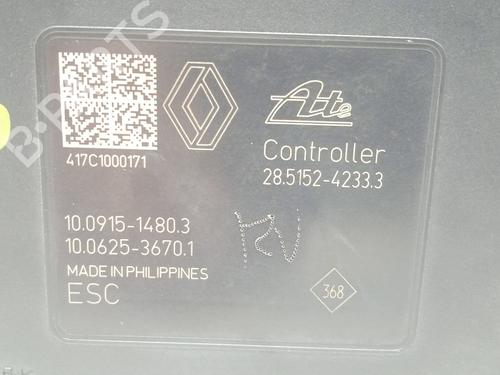 B-PARTS
417C1000171
Ate
Controller
28.5152-4233.3
10.0915-1480.3
10.0625-3670.1
MADE IN PHILIPPINES
ESC
368